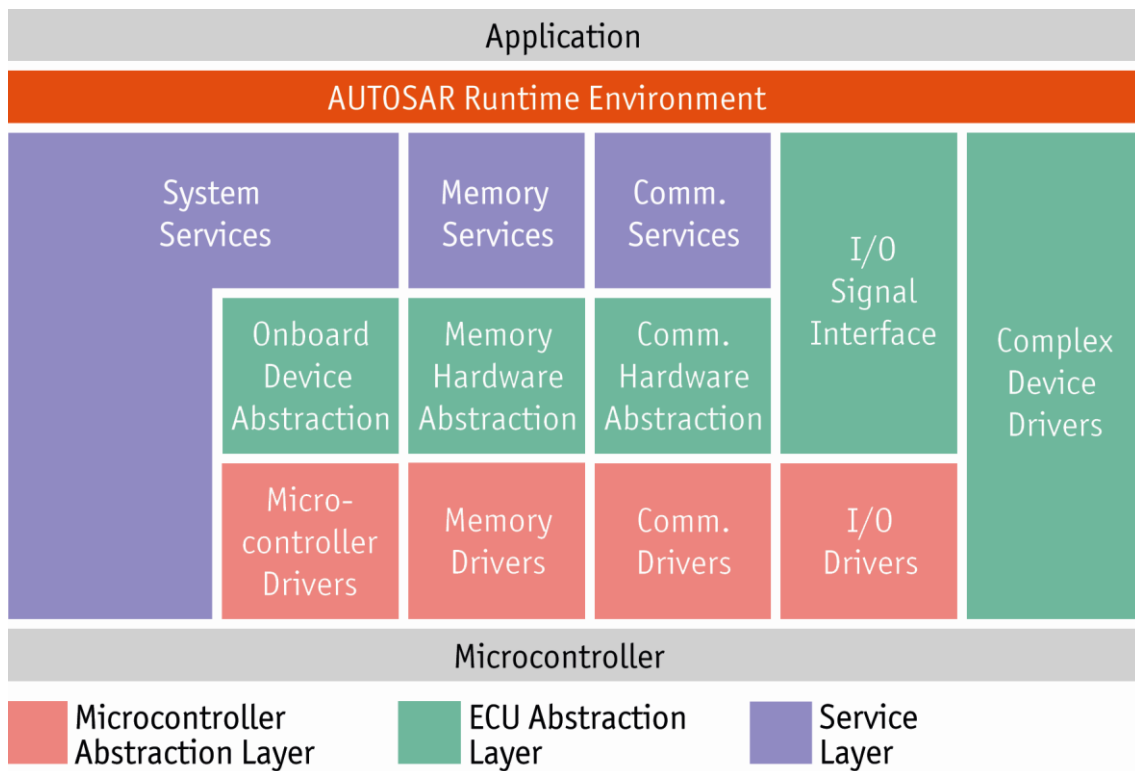 Application
AUTOSAR Runtime Environment
System
Services
Memory
Services
Comm.
Services
I/O
Signal
Interface
Complex
Device
Drivers
Onboard
Device
Abstraction
Memory
Hardware
Abstraction
Comm.
Hardware
Abstraction
Micro-
controller
Drivers
Memory
Drivers
Comm.
Drivers
I/O
Drivers
Microcontroller
Microcontroller
Abstraction Layer
ECU Abstraction
Layer
Service
Layer